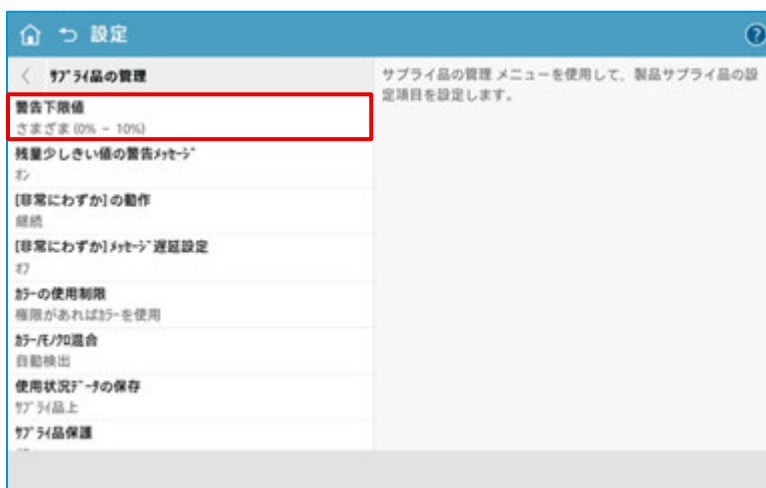 設定
?
サプライ品の管理
サプライ品の管理 メニューを使用して、製品サプライ品の設
定項目を設定します。
警告下限値
さまざま (0% – 10%)
残量少しきい値の警告メッセージ
オン
[非常にわずか] の動作
継続
[非常にわずか] メッセージ遅延設定
オフ
カラーの使用制限
権限があればカラーを使用
カラー/モノクロ混合
自動検出
使用状況データの保存
サプライ品上
サプライ品保護